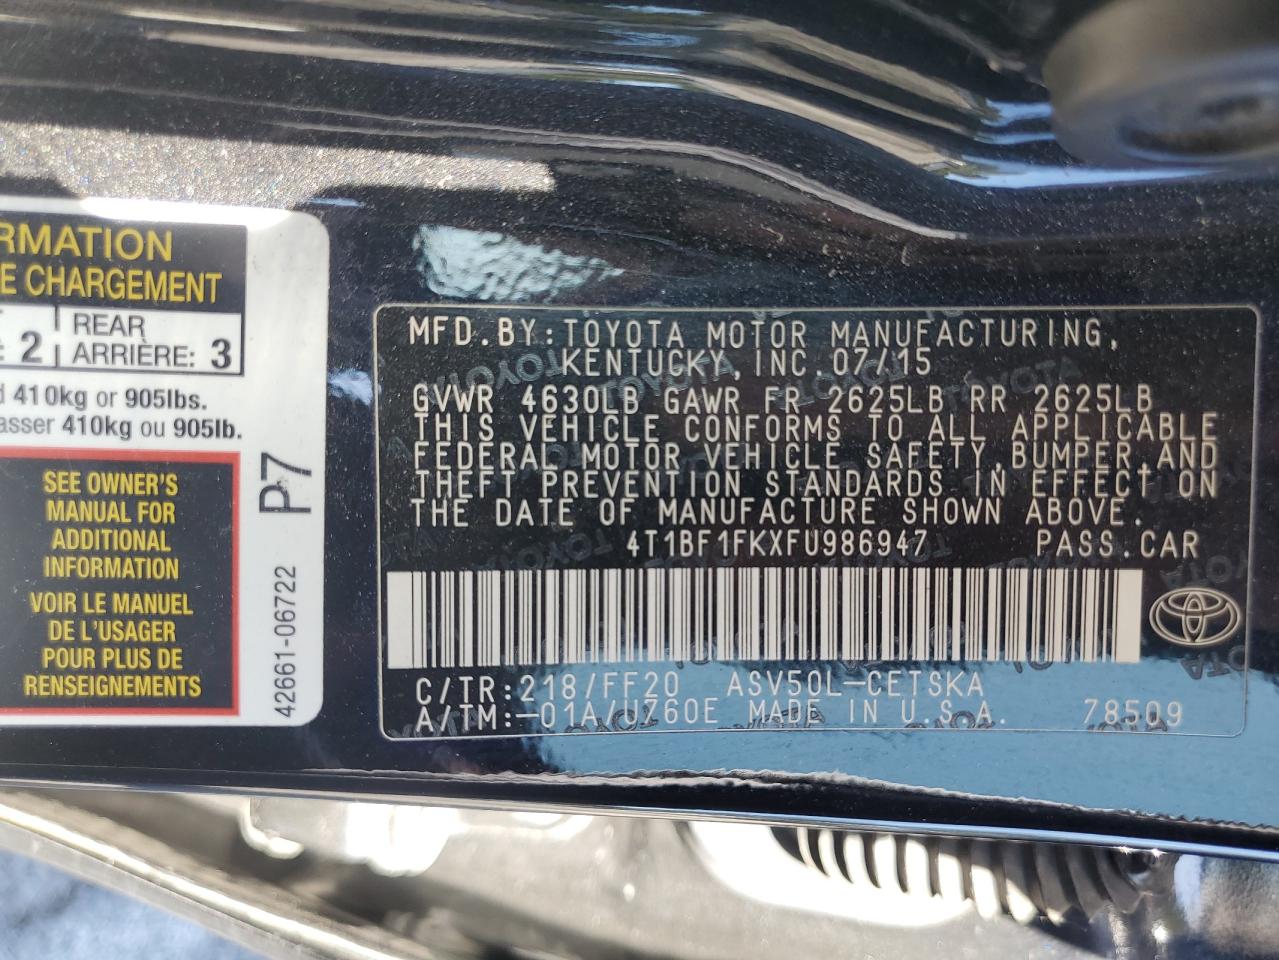 RMATION
E CHARGEMENT
2
REAR
ARRIÈRE: 3
410kg or 905lbs.
asser 410kg ou 905lb.
SEE OWNER'S
MANUAL FOR
ADDITIONAL
INFORMATION
VOIR LE MANUEL
DE L'USAGER
POUR PLUS DE
RENSEIGNEMENTS
P7
42661-06722
MFD.BY:TOYOTA MOTOR MANUFACTURING,
KENTUCKY,INC.07/15
GVWR 4630LB GAWR FR 2625LB RR 2625LB
THIS VEHICLE CONFORMS TO ALL APPLICABLE
FEDERAL MOTOR VEHICLE SAFETY,BUMPER,AND
THEFT PREVENTION STANDARDS IN EFFECT ON
THE DATE OF MANUFACTURE SHOWN ABOVE.
4T1BF1FKXFU986947 PASS.CAR
C/TR:218/FF20 ASV50L-CETSKA
A/TM:-01A/U760E MADE IN U.S.A. 78509